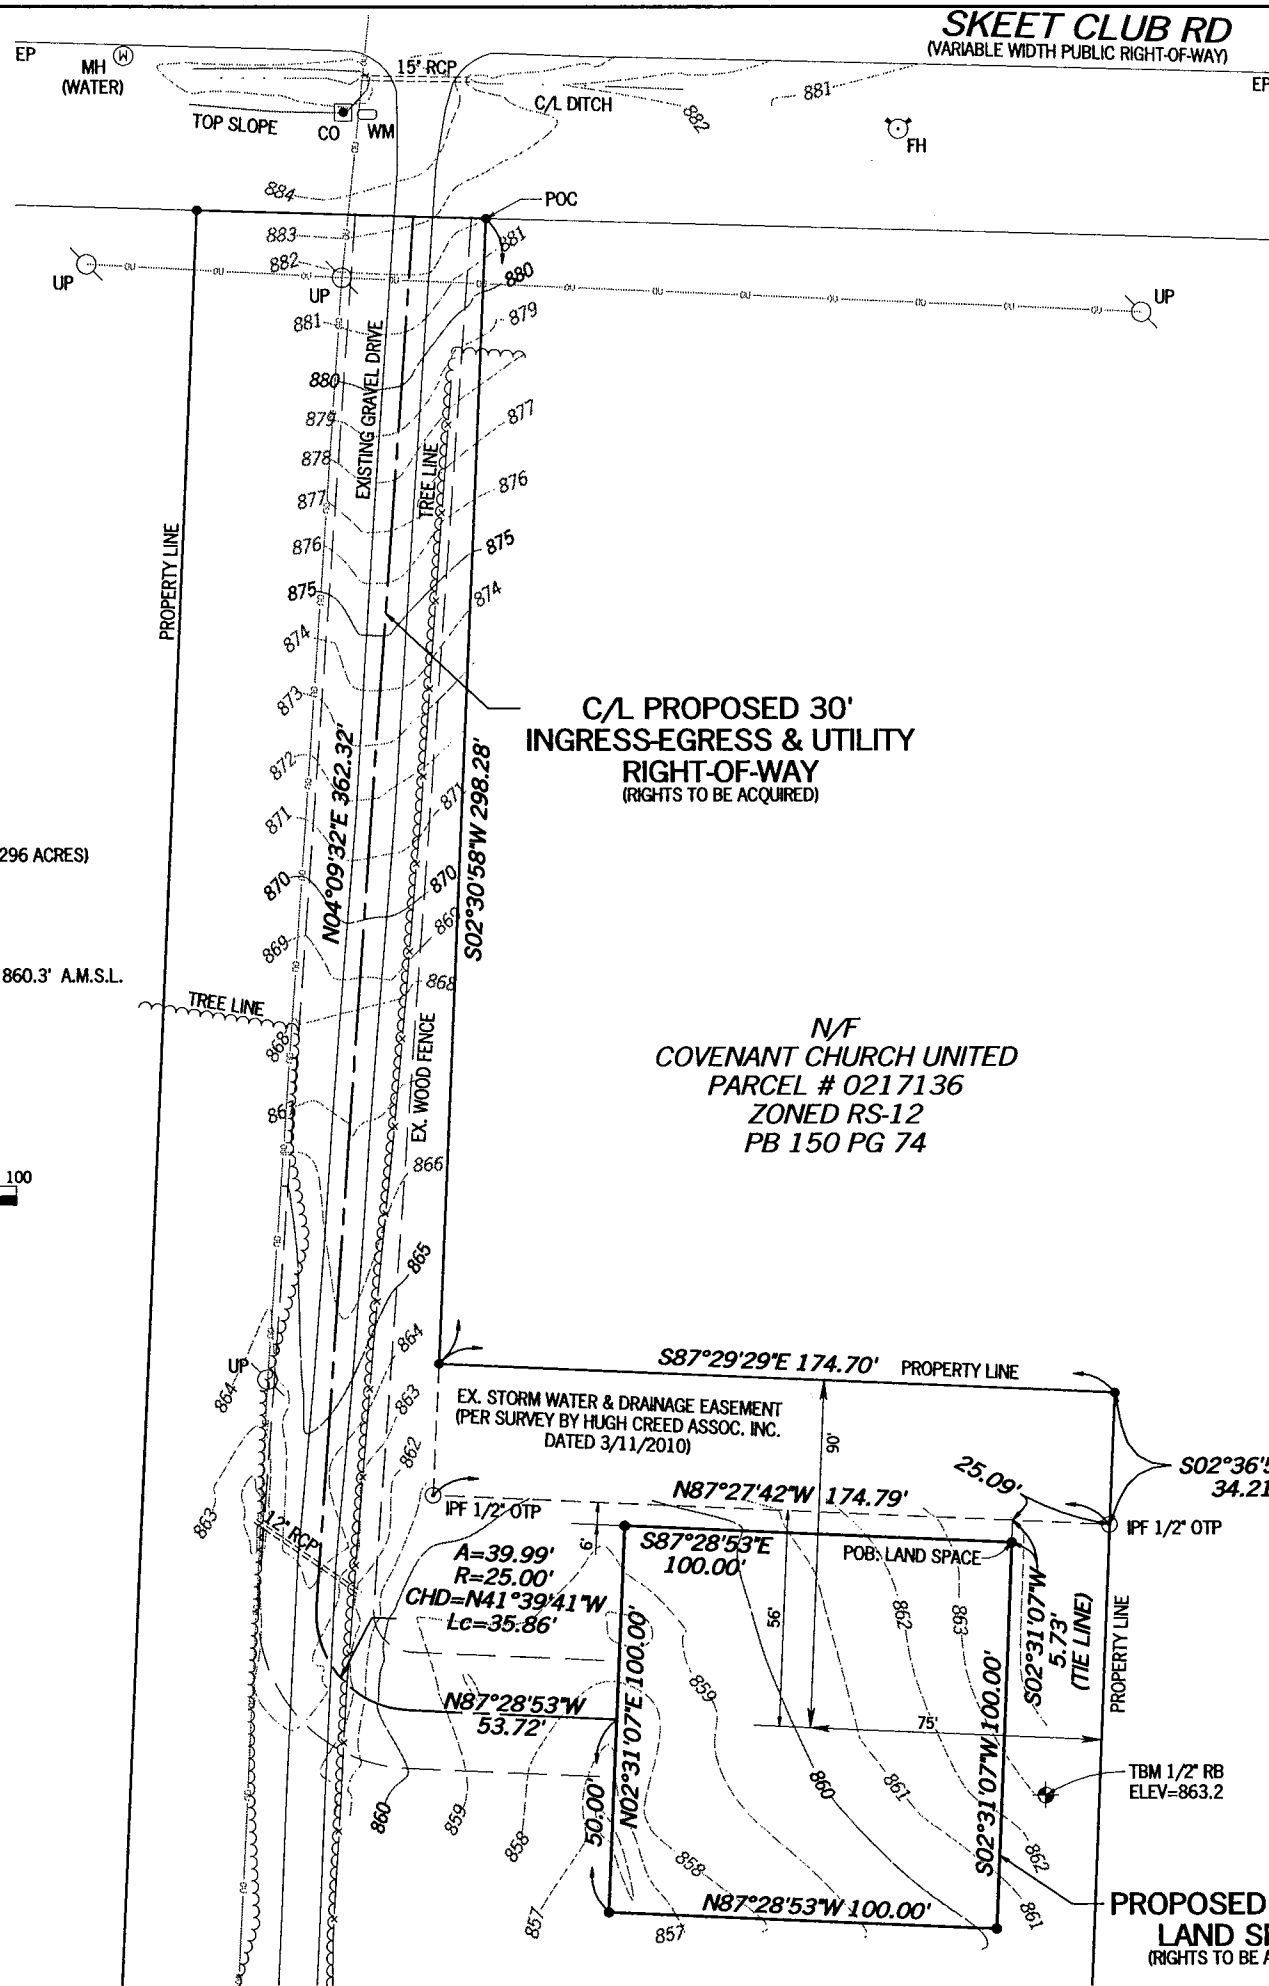 SKEET CLUB RD
(VARIABLE WIDTH PUBLIC RIGHT-OF-WAY)
EP
MH
(WATER)
W
15" RCP
C/L DITCH
881
882
EP
TOP SLOPE
CO
WM
FH
884
POC
883
881
882
880
UP
UP
UP
881
879
880
EXISTING GRAVEL DRIVE
879
877
878
TREE LINE
876
877
PROPERTY LINE
876
875
875
874
874
C/L PROPOSED 30'
INGRESS-EGRESS & UTILITY
RIGHT-OF-WAY
(RIGHTS TO BE ACQUIRED)
873
872
N04°09'32"E 362.32'
S02°30'58"W 298.28'
871
871
296 ACRES)
870
870
869
869
860.3' A.M.S.L.
868
TREE LINE
868
EX. WOOD FENCE
N/F
COVENANT CHURCH UNITED
PARCEL # 0217136
ZONED RS-12
PB 150 PG 74
867
866
100
865
864
UP
864
S87°29'29"E 174.70'
PROPERTY LINE
EX. STORM WATER & DRAINAGE EASEMENT
(PER SURVEY BY HUGH CREED ASSOC. INC.
DATED 3/11/2010)
863
862
90'
S02°36'5
34.21
25.09'
N87°27'42"W 174.79'
863
12" RCP
IPF 1/2" OTP
IPF 1/2" OTP
6'
S87°28'53"E
100.00'
POB: LAND SPACE
A=39.99'
R=25.00'
CHD=N41°39'41"W
Lc=35.86'
56'
862
863
S02°31'07"W
5.73'
(TIE LINE)
PROPERTY LINE
N87°28'53"W
53.72'
N02°31'07"E 100.00'
859
S02°31'07"W 100.00'
75'
TBM 1/2" RB
ELEV=863.2
860
859
858
50.00'
860
861
858
862
857
857
N87°28'53"W 100.00'
861
PROPOSED
LAND S
(RIGHTS TO BE A